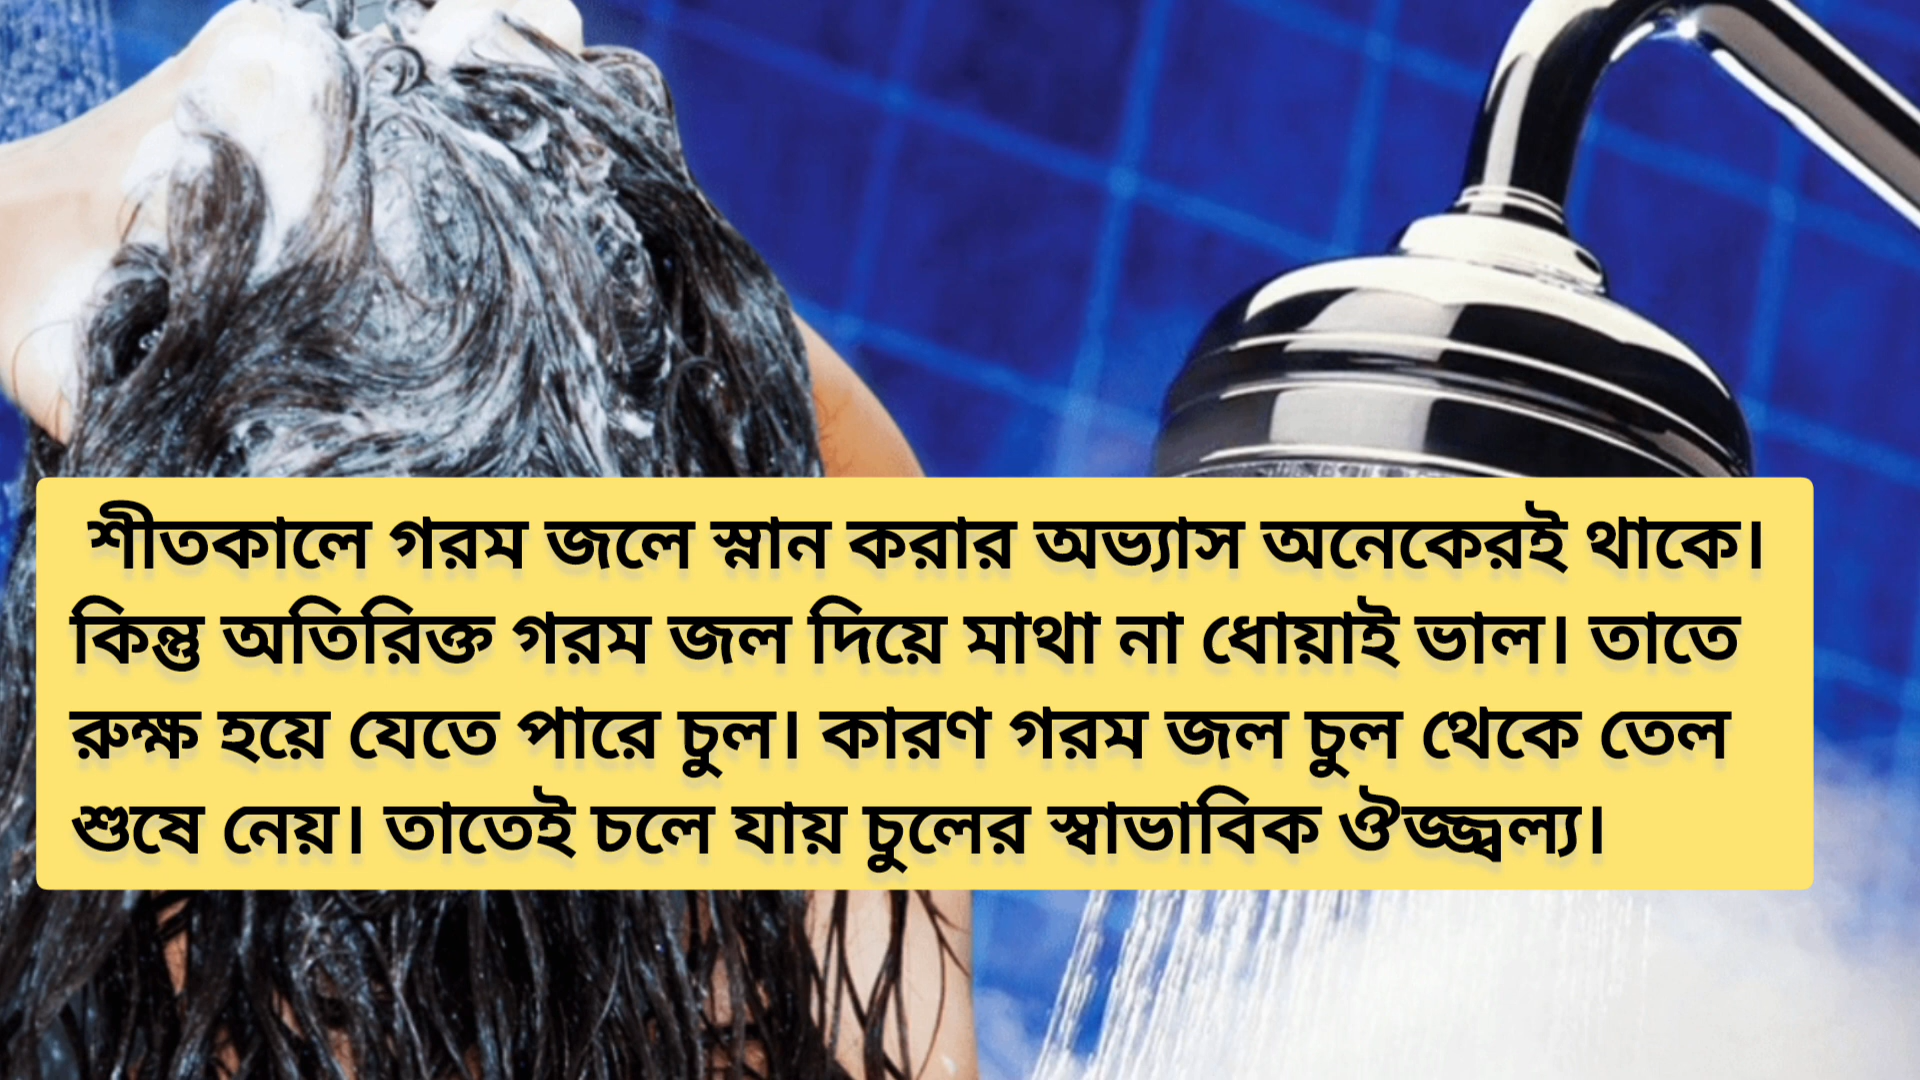 শীতকালে গরম জলে স্নান করার অভ্যাস অনেকেরই থাকে।
কিন্তু অতিরিক্ত গরম জল দিয়ে মাথা না ধোয়াই ভাল। তাতে
রুক্ষ হয়ে যেতে পারে চুল। কারণ গরম জল চুল থেকে তেল
শুষে নেয়। তাতেই চলে যায় চুলের স্বাভাবিক ঔজ্জ্বল্য।